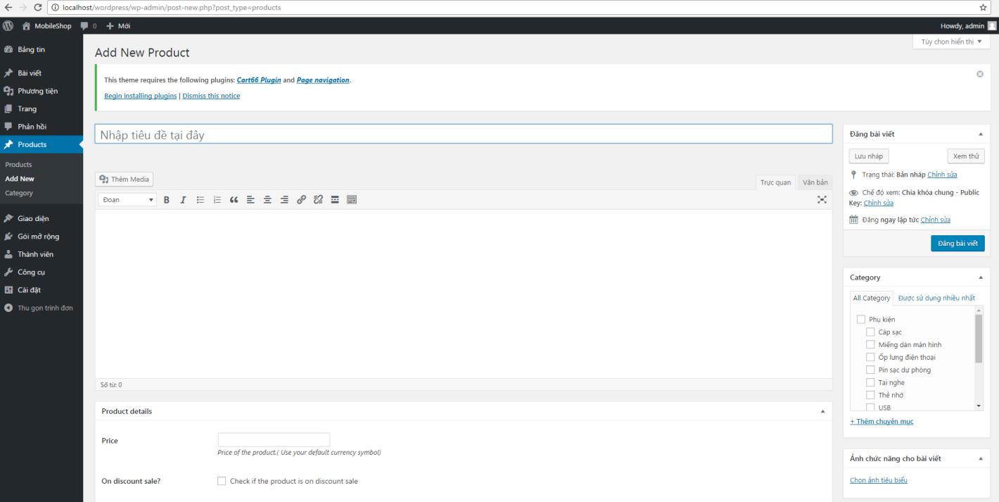 localhost/wordpress/wp-admin/post-new.php?post_type=products
MobileShop 0 Mới Howdy, admin
Tùy chọn hiển thị
Bảng tin
Bài viết
Phương tiện
Trang
Phản hồi
Products
Products
Add New
Category
Giao diện
Gói mở rộng
Thành viên
Công cụ
Cài đặt
Thu gọn trình đơn
Add New Product
This theme requires the following plugins: Cart66 Plugin and Page navigation.
Begin installing plugins | Dismiss this notice
Nhập tiêu đề tại đây
Thêm Media
Trực quan Văn bản
Đoạn
Số từ: 0
Product details
Price
Price of the product.( Use your default currency symbol)
On discount sale? Check if the product is on discount sale
Đăng bài viết
Lưu nháp Xem thử
Trạng thái: Bản nháp Chỉnh sửa
Chế độ xem: Chìa khóa chung - Public
Key: Chỉnh sửa
Đăng ngay lập tức Chỉnh sửa
Đăng bài viết
Category
All Category Được sử dụng nhiều nhất
Phụ kiện
Cáp sạc
Miếng dán màn hình
Ốp lưng điện thoại
Pin sạc dự phòng
Tai nghe
Thẻ nhớ
USB
+ Thêm chuyên mục
Ảnh chức năng cho bài viết
Chọn ảnh tiêu biểu